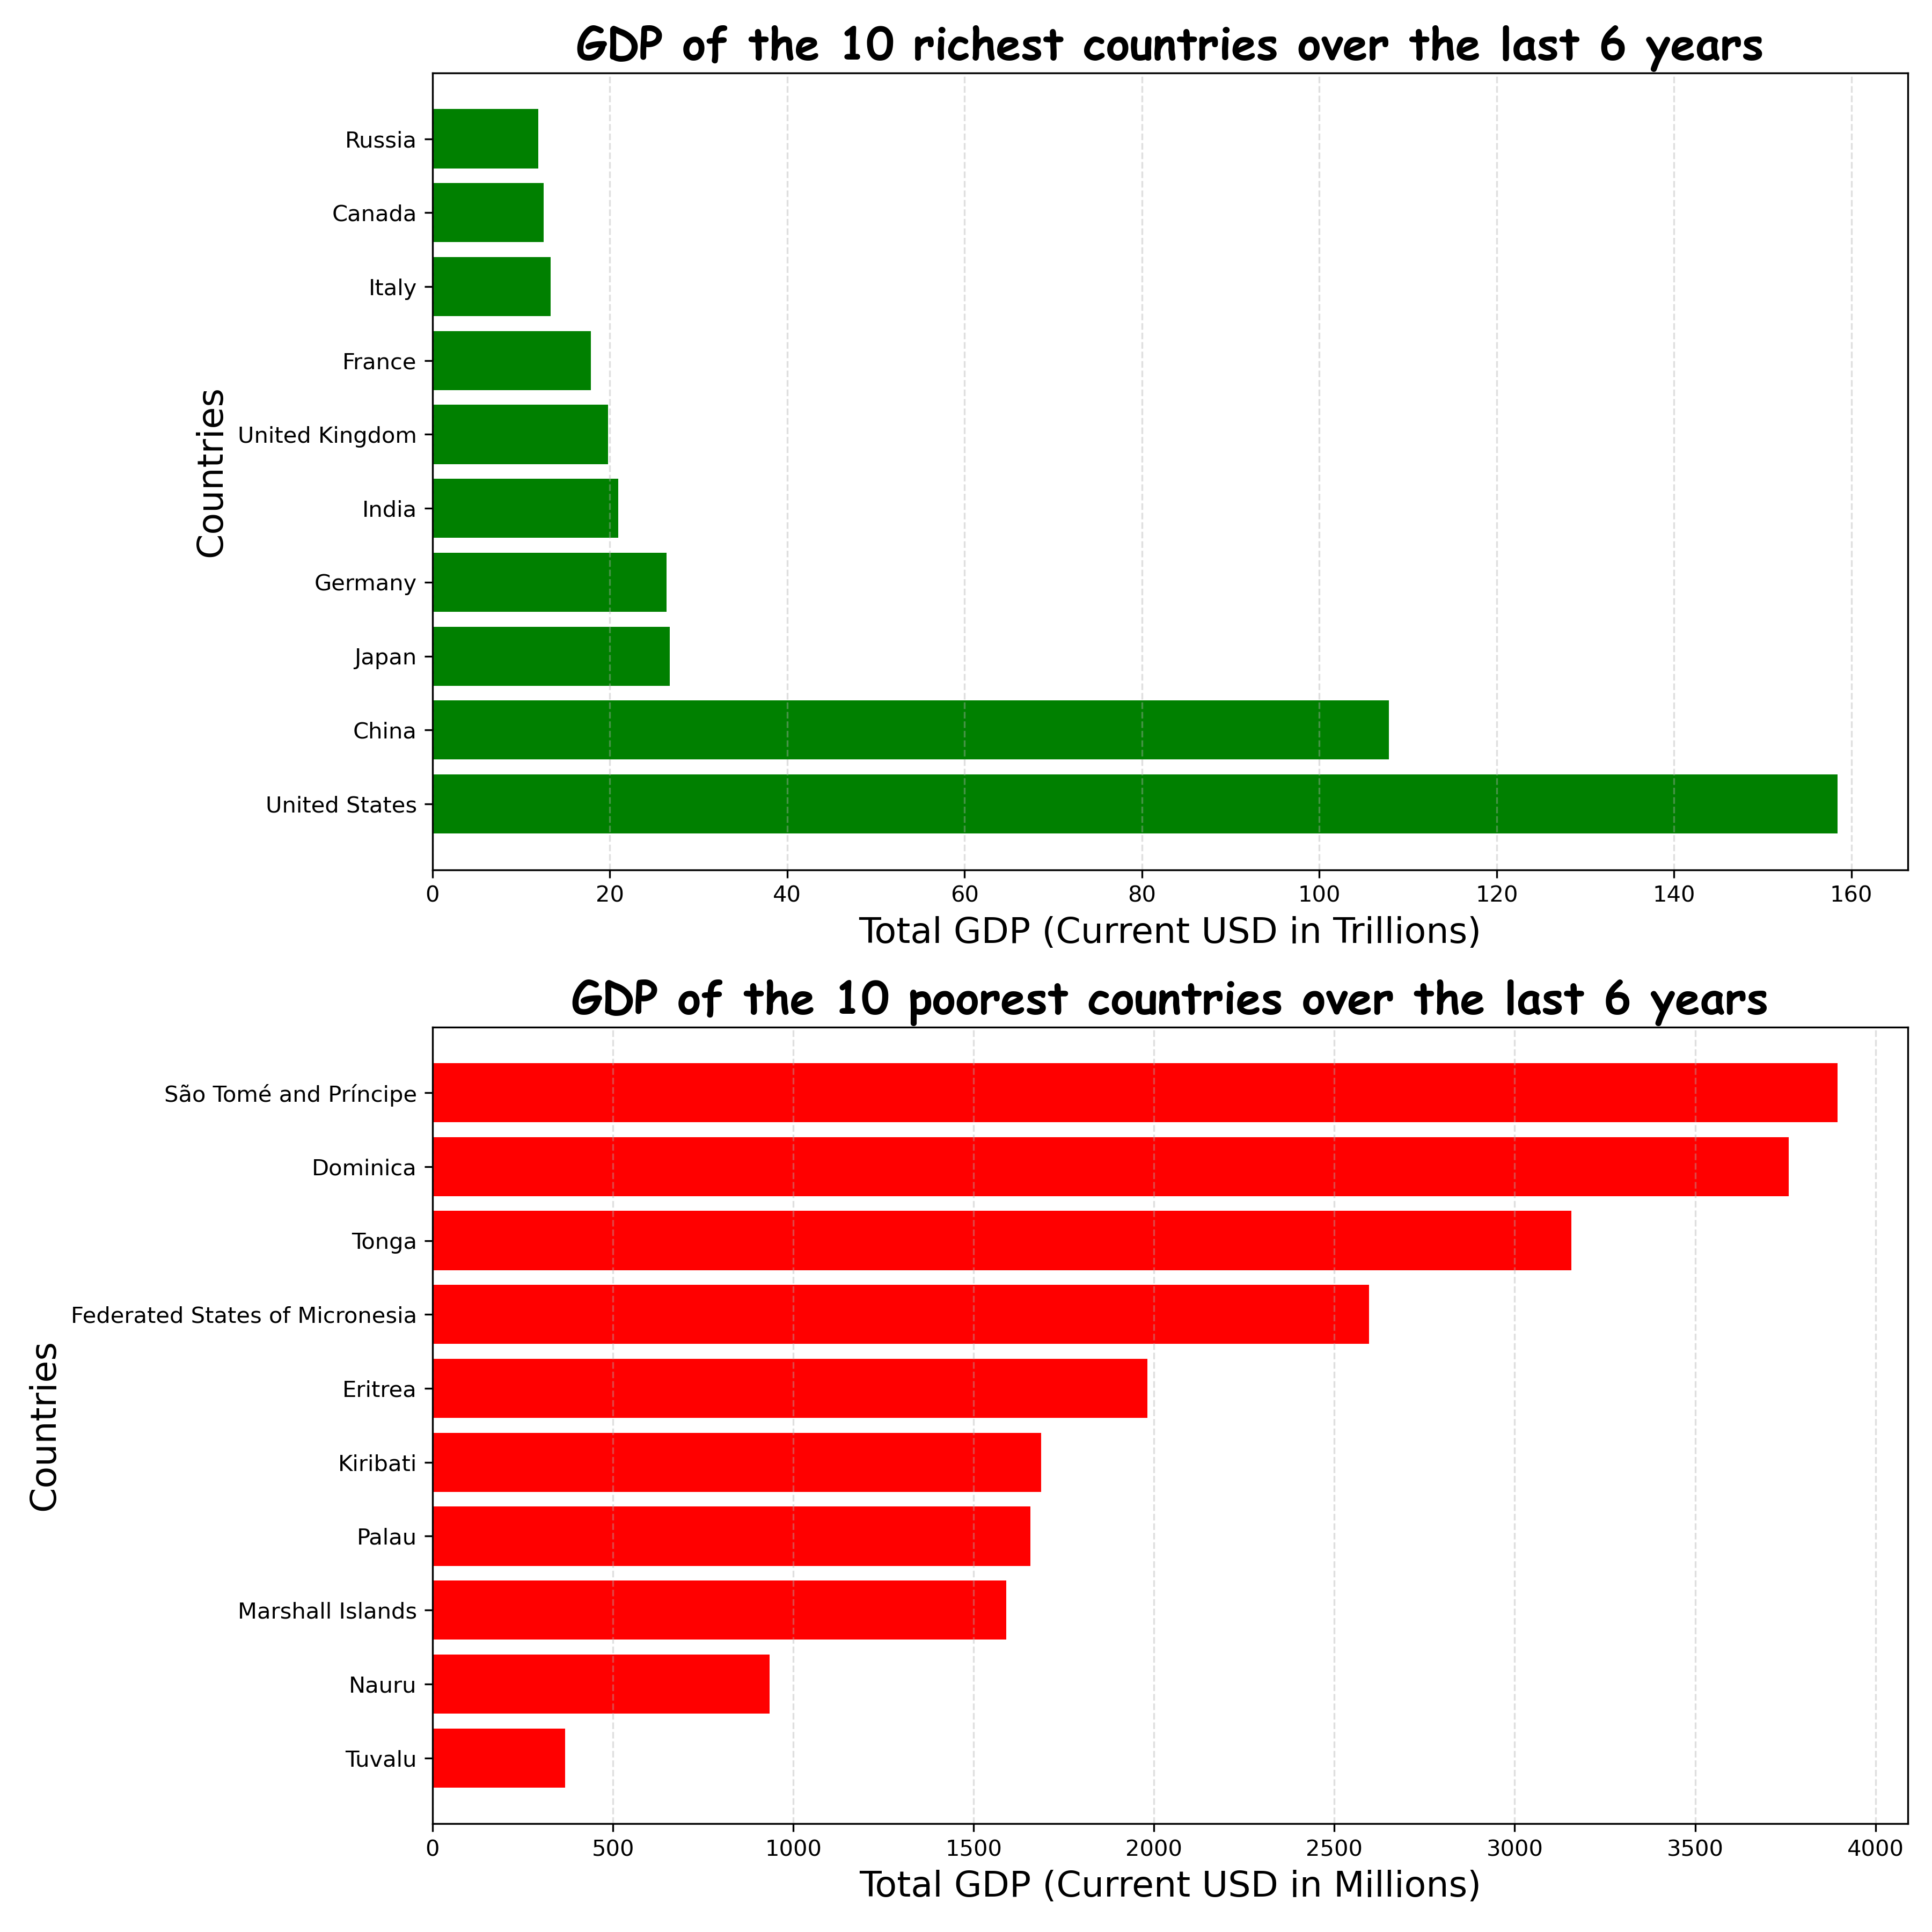 GDP of the 10 richest countries over the last 6 years
Countries
Russia
Canada
Italy
France
United Kingdom
India
Germany
Japan
China
United States
0 20 40 60 80 100 120 140 160
Total GDP (Current USD in Trillions)
GDP of the 10 poorest countries over the last 6 years
Countries
São Tomé and Príncipe
Dominica
Tonga
Federated States of Micronesia
Eritrea
Kiribati
Palau
Marshall Islands
Nauru
Tuvalu
0 500 1000 1500 2000 2500 3000 3500 4000
Total GDP (Current USD in Millions)